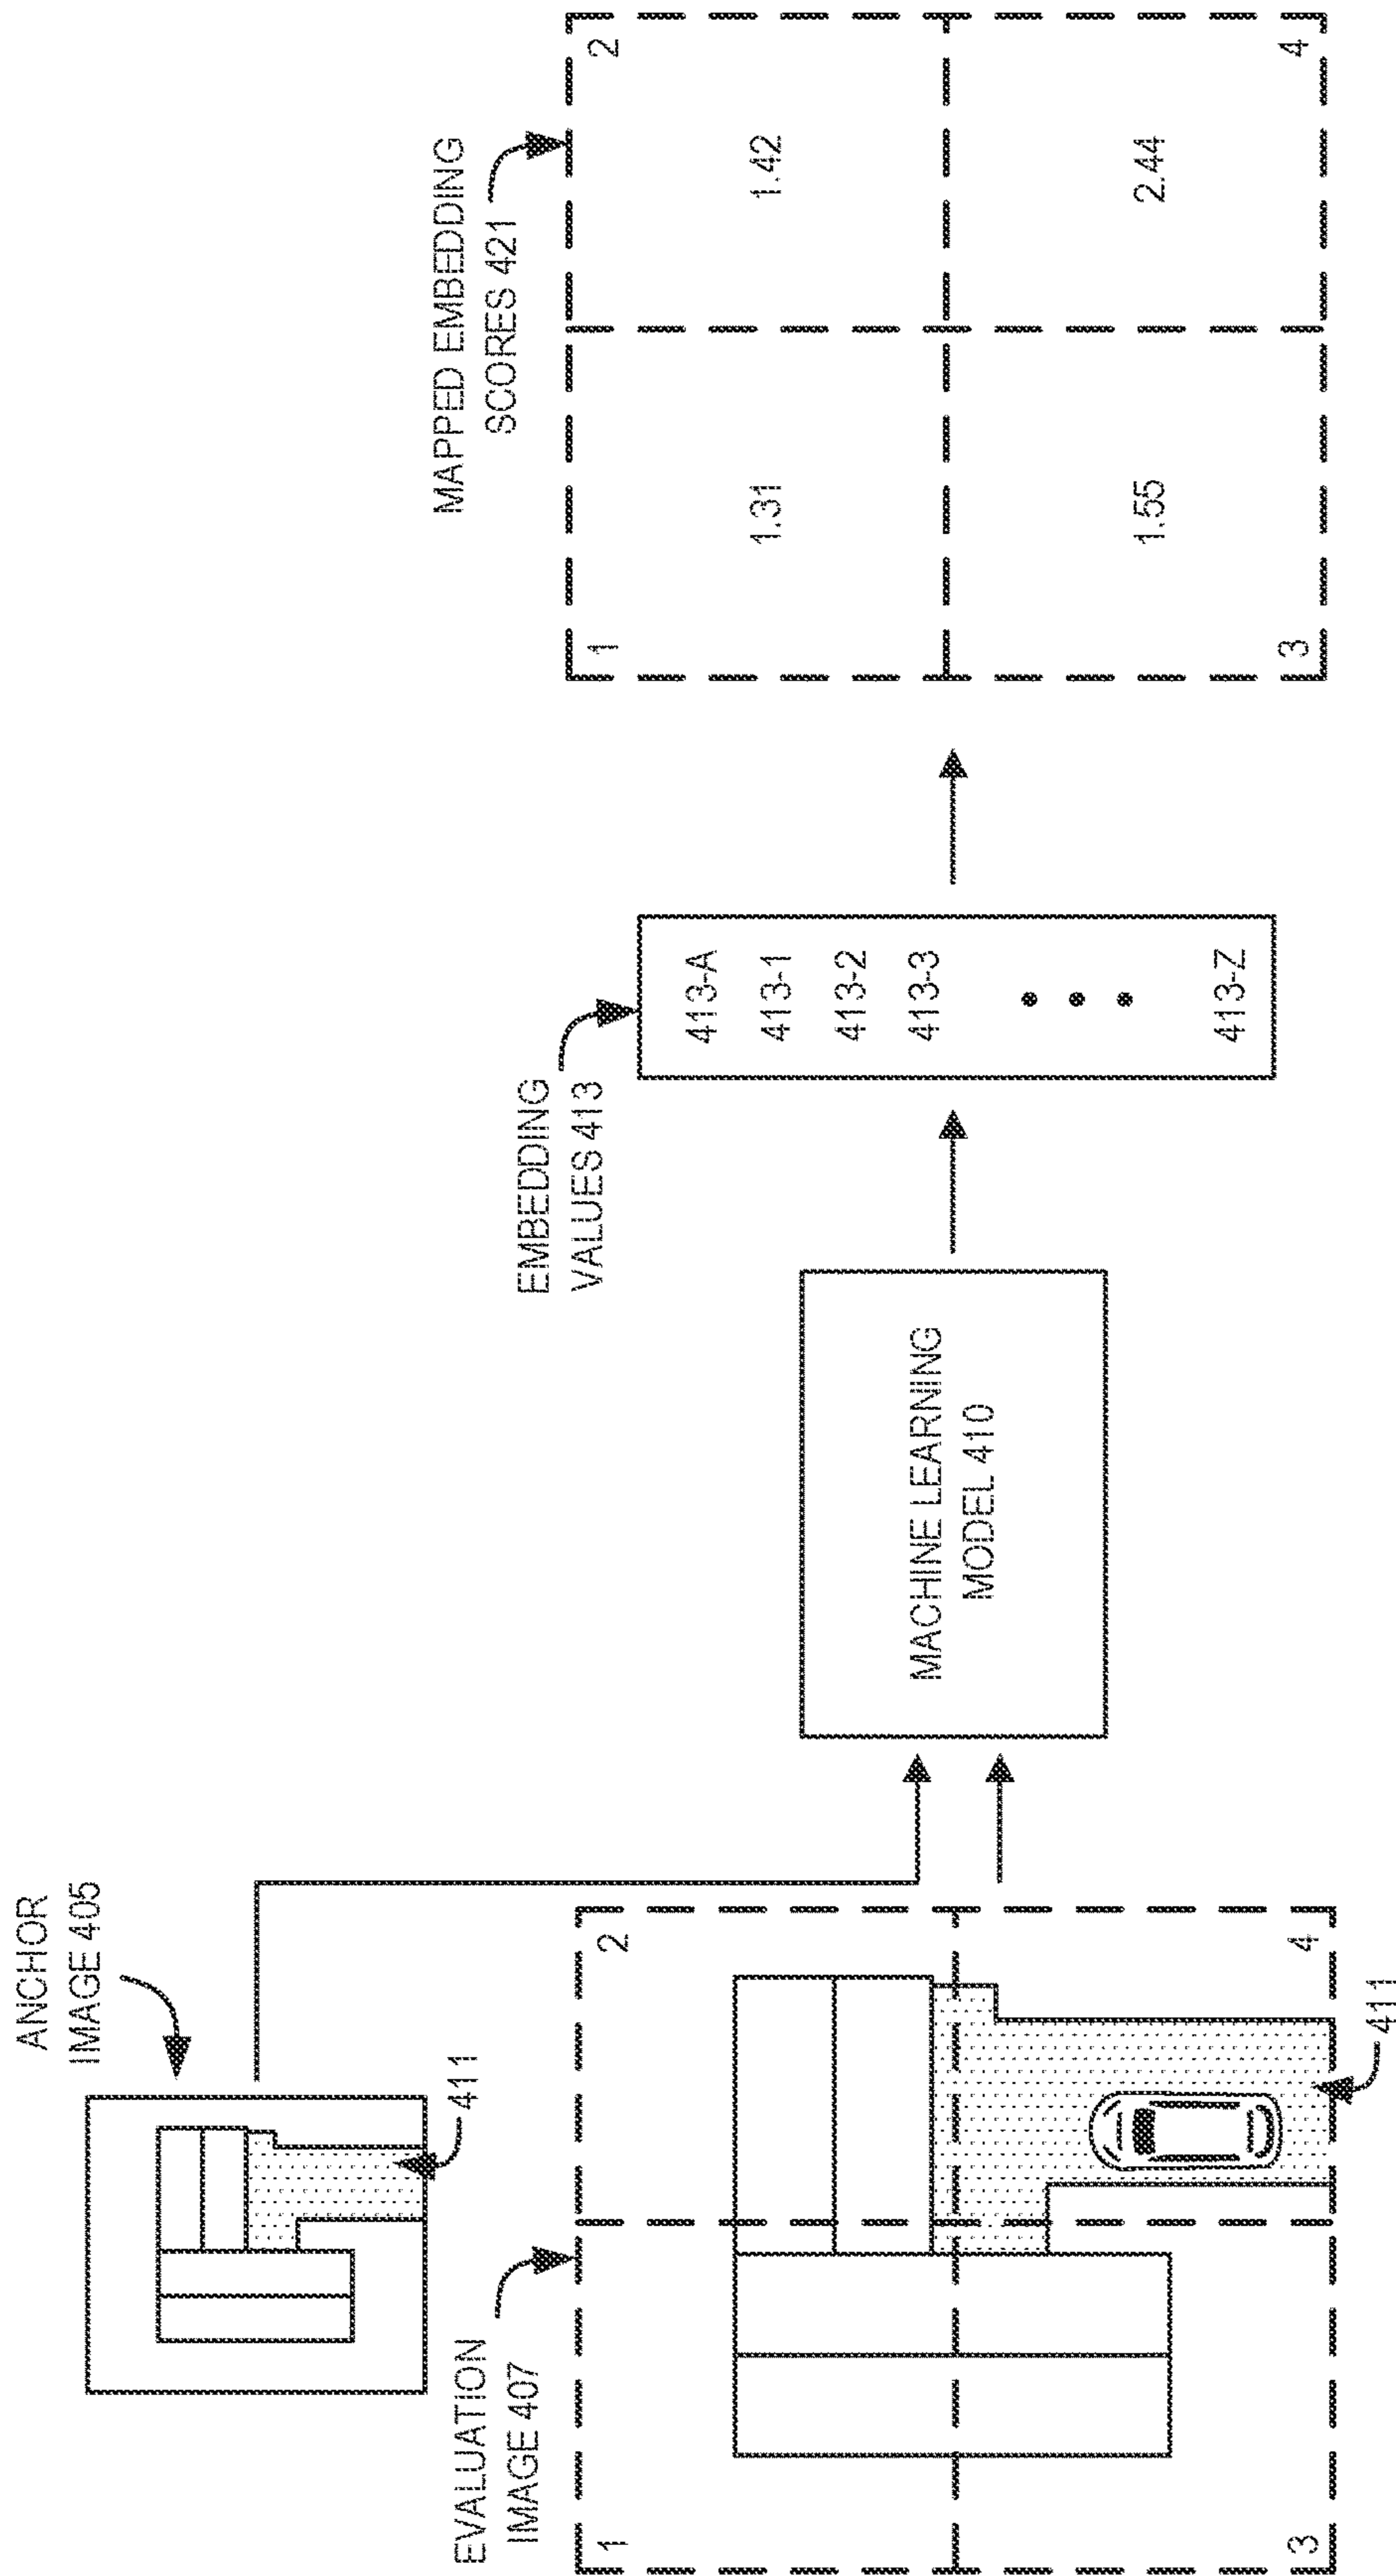 ANCHOR
IMAGE 405
411
EVALUATION
IMAGE 407
1
2
3
4
411
MACHINE LEARNING
MODEL 410
EMBEDDING
VALUES 413
413-A
413-1
413-2
413-3
413-Z
MAPPED EMBEDDING
SCORES 421
1
2
1.31
1.42
1.55
2.44
3
4